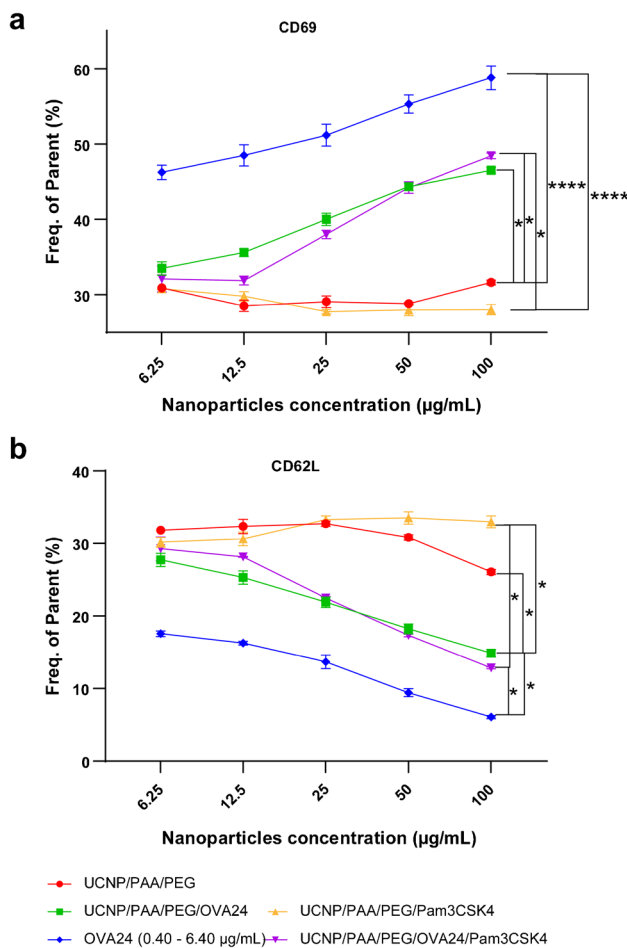 a
CD69
Freq. of Parent (%)
60
50
40
30
* * * **** ****
6.25 12.5 25 50 100
Nanoparticles concentration (µg/mL)
b
CD62L
Freq. of Parent (%)
40
30
20
10
0
* * *
* *
6.25 12.5 25 50 100
Nanoparticles concentration (µg/mL)
UCNP/PAA/PEG
UCNP/PAA/PEG/OVA24 UCNP/PAA/PEG/Pam3CSK4
OVA24 (0.40 - 6.40 µg/mL) UCNP/PAA/PEG/OVA24/Pam3CSK4